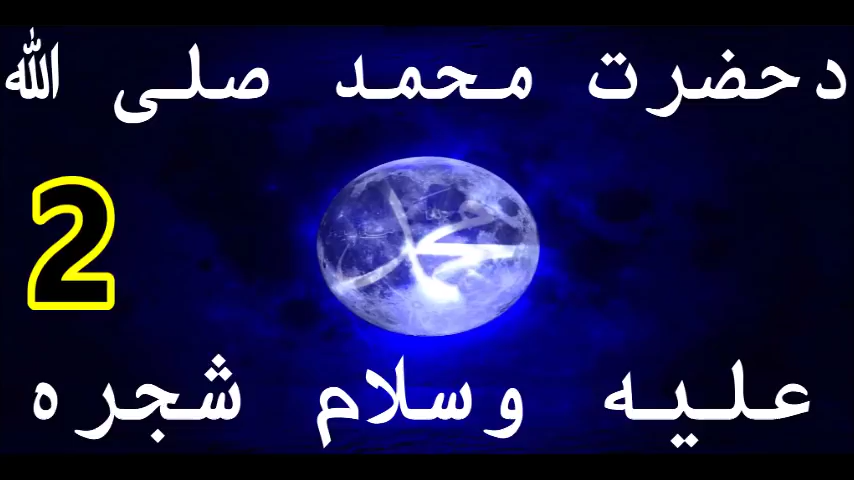 دحضرت محمد صلی الله
2
محمد
علیه وسلام شجره